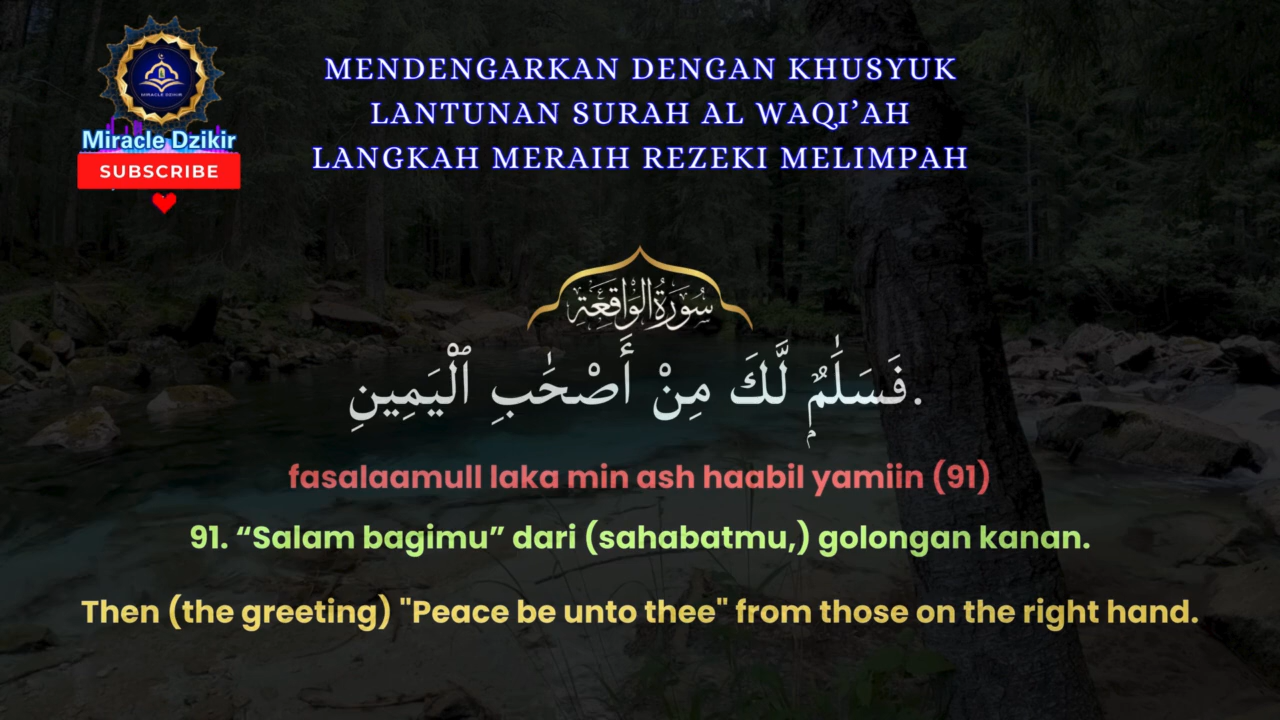 MIRACLE DZIKIR
Miracle Dzikir
SUBSCRIBE
MENDENGARKAN DENGAN KHUSYUK
LANTUNAN SURAH AL WAQI’AH
LANGKAH MERAIH REZEKI MELIMPAH
سُورَةُ الوَاقِعَةِ
فَسَلَٰمٌۭ لَّكَ مِنْ أَصْحَٰبِ ٱلْيَمِينِ.
fasalaamull laka min ash haabil yamiin (91)
91. “Salam bagimu” dari (sahabatmu,) golongan kanan.
Then (the greeting) "Peace be unto thee" from those on the right hand.